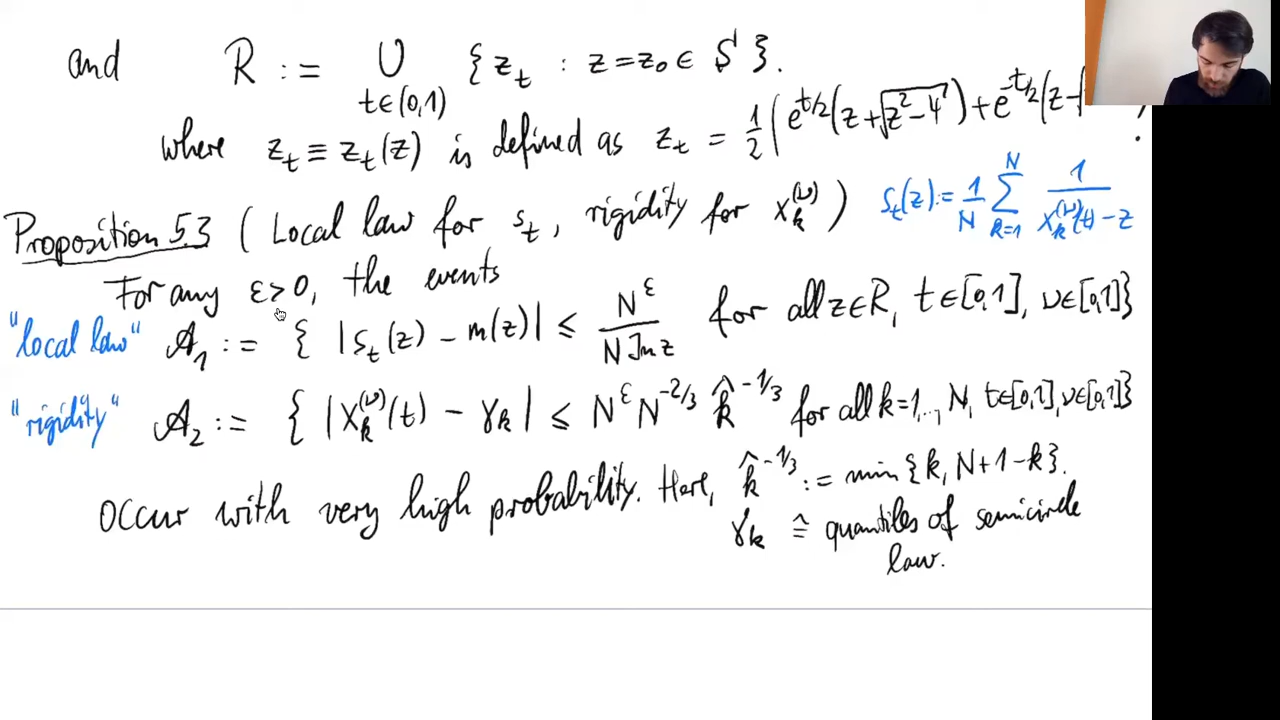 and R := ∪_{t∈(0,1)} { z_t : z = z_0 ∈ S }.
where z_t ≡ z_t(z) is defined as z_t = 1/2 ( e^{t/2}(z+√(z²-4)) + e^{-t/2}(z-√
Proposition 5.3 ( Local law for s_t, rigidity for x_k^{(ν)} ) s_t(z) := 1/N ∑_{k=1}^{N} 1/(x_k^{(ν)}(t) - z)
For any ε>0, the events
"local law" 𝒜_1 := { |s_t(z) - m(z)| ≤ N^ε/(N Im z) for all z∈R, t∈[0,1], ν∈[0,1]}
"rigidity" 𝒜_2 := { |x_k^{(ν)}(t) - γ_k| ≤ N^ε N^{-2/3} k̂^{-1/3} for all k=1,..,N, t∈[0,1], ν∈[0,1]}
occur with very high probability. Here, k̂^{-1/3} := min{k, N+1-k}.
γ_k ≙ quantiles of semicircle
law.